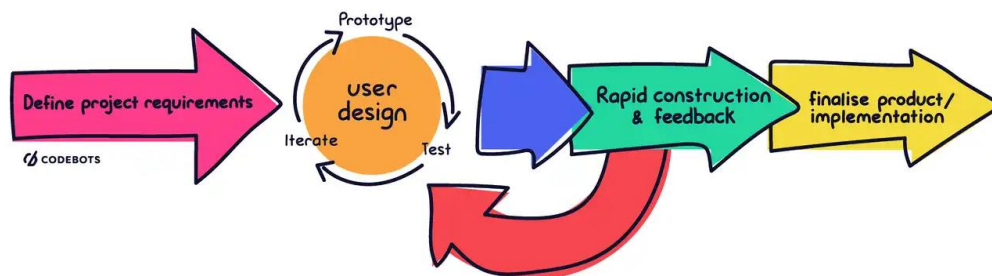 Define project requirements
CODEBOTS
Prototype
user
design
Iterate
Test
Rapid construction
& feedback
finalise product/
implementation